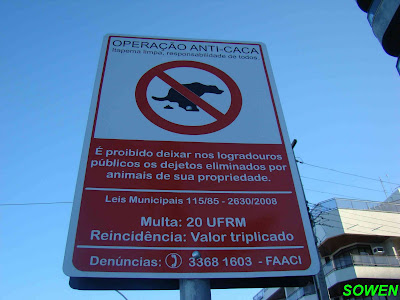 SOWEN
OPERAÇÃO ANTI-CACA
Itapema limpa, responsabilidade de todos.
É proibido deixar nos logradouros
públicos os dejetos eliminados por
animais de sua propriedade.
Leis Municipais 115/85 - 2630/2008
Multa: 20 UFRM
Reincidência: Valor triplicado
Denúncias: 3368 1603 - FAACI
SOWEN